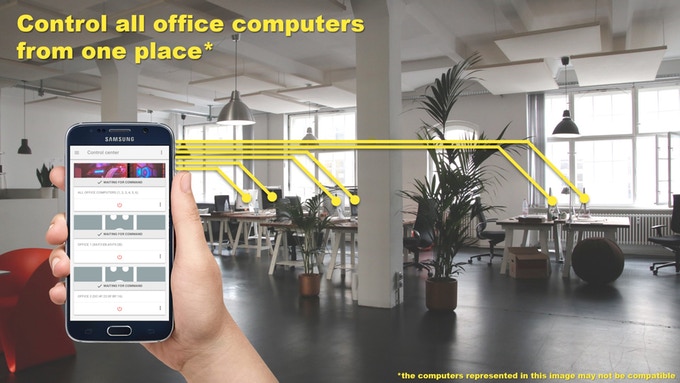 Control all office computers
from one place*
SAMSUNG
Control center
WAITING FOR COMMAND
WAITING FOR COMMAND
WAITING FOR COMMAND
*the computers represented in this image may not be compatible